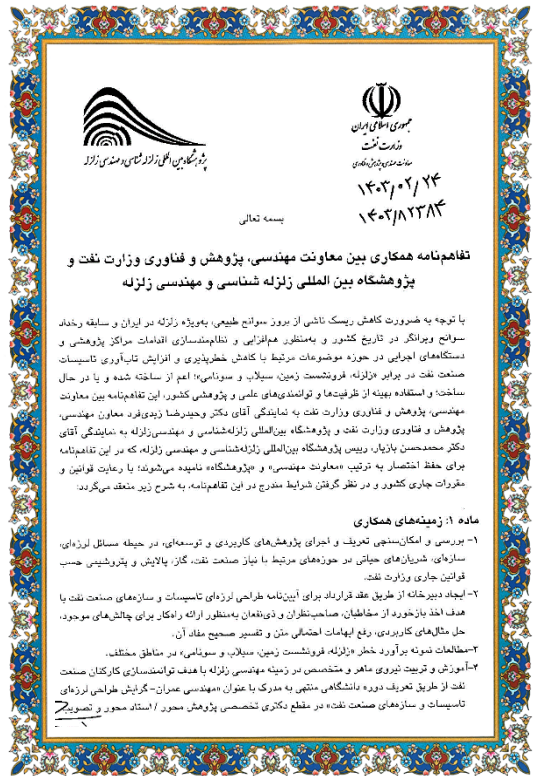 جمهوری اسلامی ایران
وزارت نفت
معاونت مهندسی، پژوهش و فناوری
پژوهشگاه بین المللی زلزله شناسی و مهندسی زلزله
۱۴۰۳/۰۲/۲۴
۱۴۰۳/۸۲۳۸۴
بسمه تعالی
تفاهم‌نامه همکاری بین معاونت مهندسی، پژوهش و فناوری وزارت نفت و
پژوهشگاه بین المللی زلزله شناسی و مهندسی زلزله
با توجه به ضرورت کاهش ریسک ناشی از بروز سوانح طبیعی، به‌ویژه زلزله در ایران و سابقه رخداد
سوانح ویرانگر در تاریخ کشور و به‌منظور هم‌افزایی و نظام‌مندسازی اقدامات مراکز پژوهشی و
دستگاه‌های اجرایی در حوزه موضوعات مرتبط با کاهش خطرپذیری و افزایش تاب‌آوری تاسیسات
صنعت نفت در برابر «زلزله، فرونشست زمین، سیلاب و سونامی»؛ اعم از ساخته شده و یا در حال
ساخت؛ و استفاده بهینه از ظرفیت‌ها و توانمندی‌های علمی و پژوهشی کشور، این تفاهم‌نامه بین معاونت
مهندسی، پژوهش و فناوری وزارت نفت به نمایندگی آقای دکتر وحیدرضا زیدی‌فرد معاون مهندسی،
پژوهش و فناوری وزارت نفت و پژوهشگاه بین‌المللی زلزله‌شناسی و مهندسی‌زلزله به نمایندگی آقای
دکتر محمدحسن بازیار، رییس پژوهشگاه بین‌المللی زلزله‌شناسی و مهندسی زلزله، که در این تفاهم‌نامه
برای حفظ اختصار به ترتیب «معاونت مهندسی» و «پژوهشگاه» نامیده می‌شوند؛ با رعایت قوانین و
مقررات جاری کشور و در نظر گرفتن شرایط مندرج در این تفاهم‌نامه، به شرح زیر منعقد می‌گردد:
ماده ۱: زمینه‌های همکاری
۱- بررسی و امکان‌سنجی تعریف و اجرای پژوهش‌های کاربردی و توسعه‌ای، در حیطه مسائل لرزه‌ای،
سازه‌ای، شریان‌های حیاتی در حوزه‌های مرتبط با نیاز صنعت نفت، گاز، پالایش و پتروشیمی حسب
قوانین جاری وزارت نفت.
۲- ایجاد دبیرخانه از طریق عقد قرارداد برای آیین‌نامه طراحی لرزه‌ای تاسیسات و سازه‌های صنعت نفت با
هدف اخذ بازخورد از مخاطبان، صاحب‌نظران و ذی‌نفعان به‌منظور ارائه راه‌کار برای چالش‌های موجود،
حل مثال‌های کاربردی، رفع ابهامات احتمالی متن و تفسیر صحیح مفاد آن.
۳-مطالعات نمونه برآورد خطر «زلزله، فرونشست زمین، سیلاب و سونامی» در مناطق مختلف.
۴-آموزش و تربیت نیروی ماهر و متخصص در زمینه مهندسی زلزله با هدف توانمندسازی کارکنان صنعت
نفت از طریق تعریف دوره دانشگاهی منتهی به مدرک با عنوان «مهندسی عمران- گرایش طراحی لرزه‌ای
تاسیسات و سازه‌های صنعت نفت» در مقطع دکتری تخصصی پژوهش محور / استاد محور و تصویب